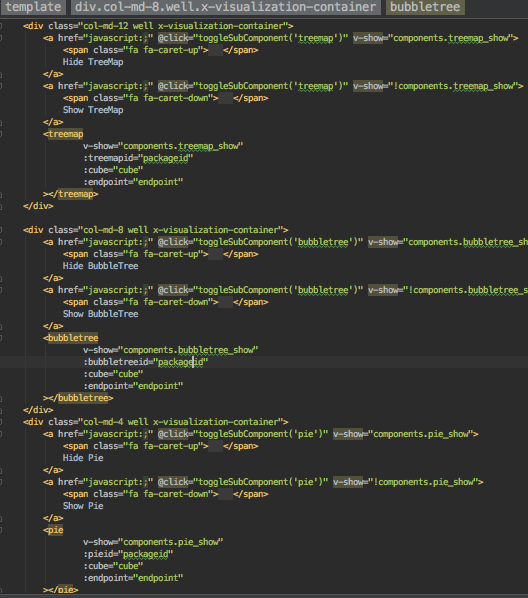 template div.col-md-8.well.x-visualization-container bubbletree
<div class="col-md-12 well x-visualization-container">
<a href="javascript:;" @click="toggleSubComponent('treemap')" v-show="components.treemap_show">
<span class="fa fa-caret-up"> </span>
Hide TreeMap
</a>
<a href="javascript:;" @click="toggleSubComponent('treemap')" v-show="!components.treemap_show">
<span class="fa fa-caret-down"> </span>
Show TreeMap
</a>
<treemap
v-show="components.treemap_show"
:treemapid="packageid"
:cube="cube"
:endpoint="endpoint"
></treemap>
</div>
<div class="col-md-8 well x-visualization-container">
<a href="javascript:;" @click="toggleSubComponent('bubbletree')" v-show="components.bubbletree_sh
<span class="fa fa-caret-up"> </span>
Hide BubbleTree
</a>
<a href="javascript:;" @click="toggleSubComponent('bubbletree')" v-show="!components.bubbletree_s
<span class="fa fa-caret-down"> </span>
Show BubbleTree
</a>
<bubbletree
v-show="components.bubbletree_show"
:bubbletreeid="packageid"
:cube="cube"
:endpoint="endpoint"
></bubbletree>
</div>
<div class="col-md-4 well x-visualization-container">
<a href="javascript:;" @click="toggleSubComponent('pie')" v-show="components.pie_show">
<span class="fa fa-caret-up"> </span>
Hide Pie
</a>
<a href="javascript:;" @click="toggleSubComponent('pie')" v-show="!components.pie_show">
<span class="fa fa-caret-down"> </span>
Show Pie
</a>
<pie
v-show="components.pie_show"
:pieid="packageid"
:cube="cube"
:endpoint="endpoint"
></pie>